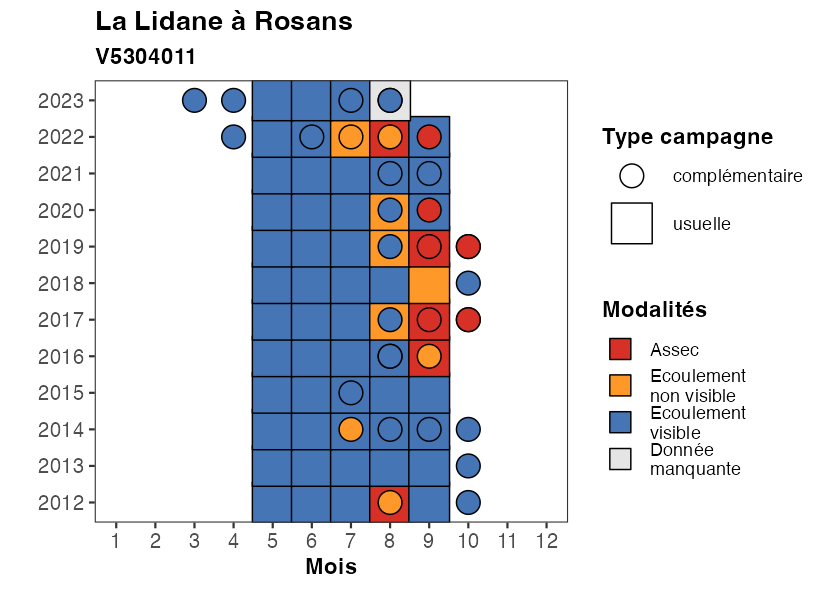 La Lidane à Rosans
V5304011
2023
2022
2021
2020
2019
2018
2017
2016
2015
2014
2013
2012
1 2 3 4 5 6 7 8 9 10 11 12
Mois
Type campagne
complémentaire
usuelle
Modalités
Assec
Ecoulement
non visible
Ecoulement
visible
Donnée
manquante